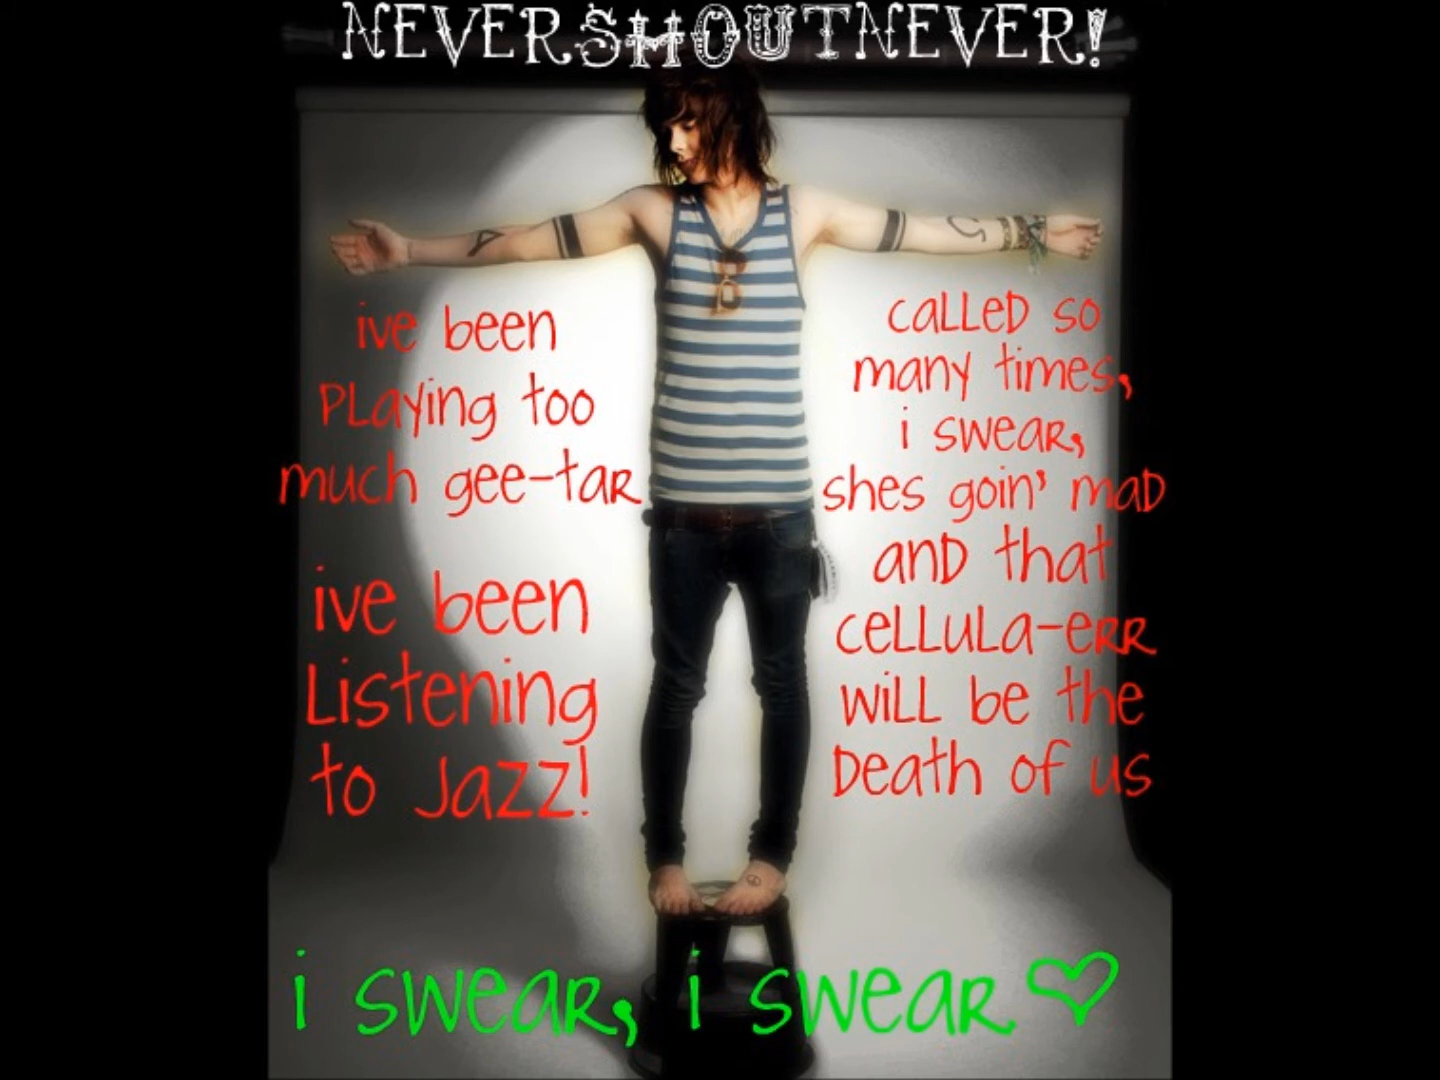 NEVERSHOUTNEVER!
ive been
PLaying too
much gee-taR
ive been
Listening
to Jazz!
caLLeD so
many times,
i sweaR,
shes goin' maD
anD that
ceLLuLa-eRR
wiLL be the
Death of us
i sweaR, i sweaR